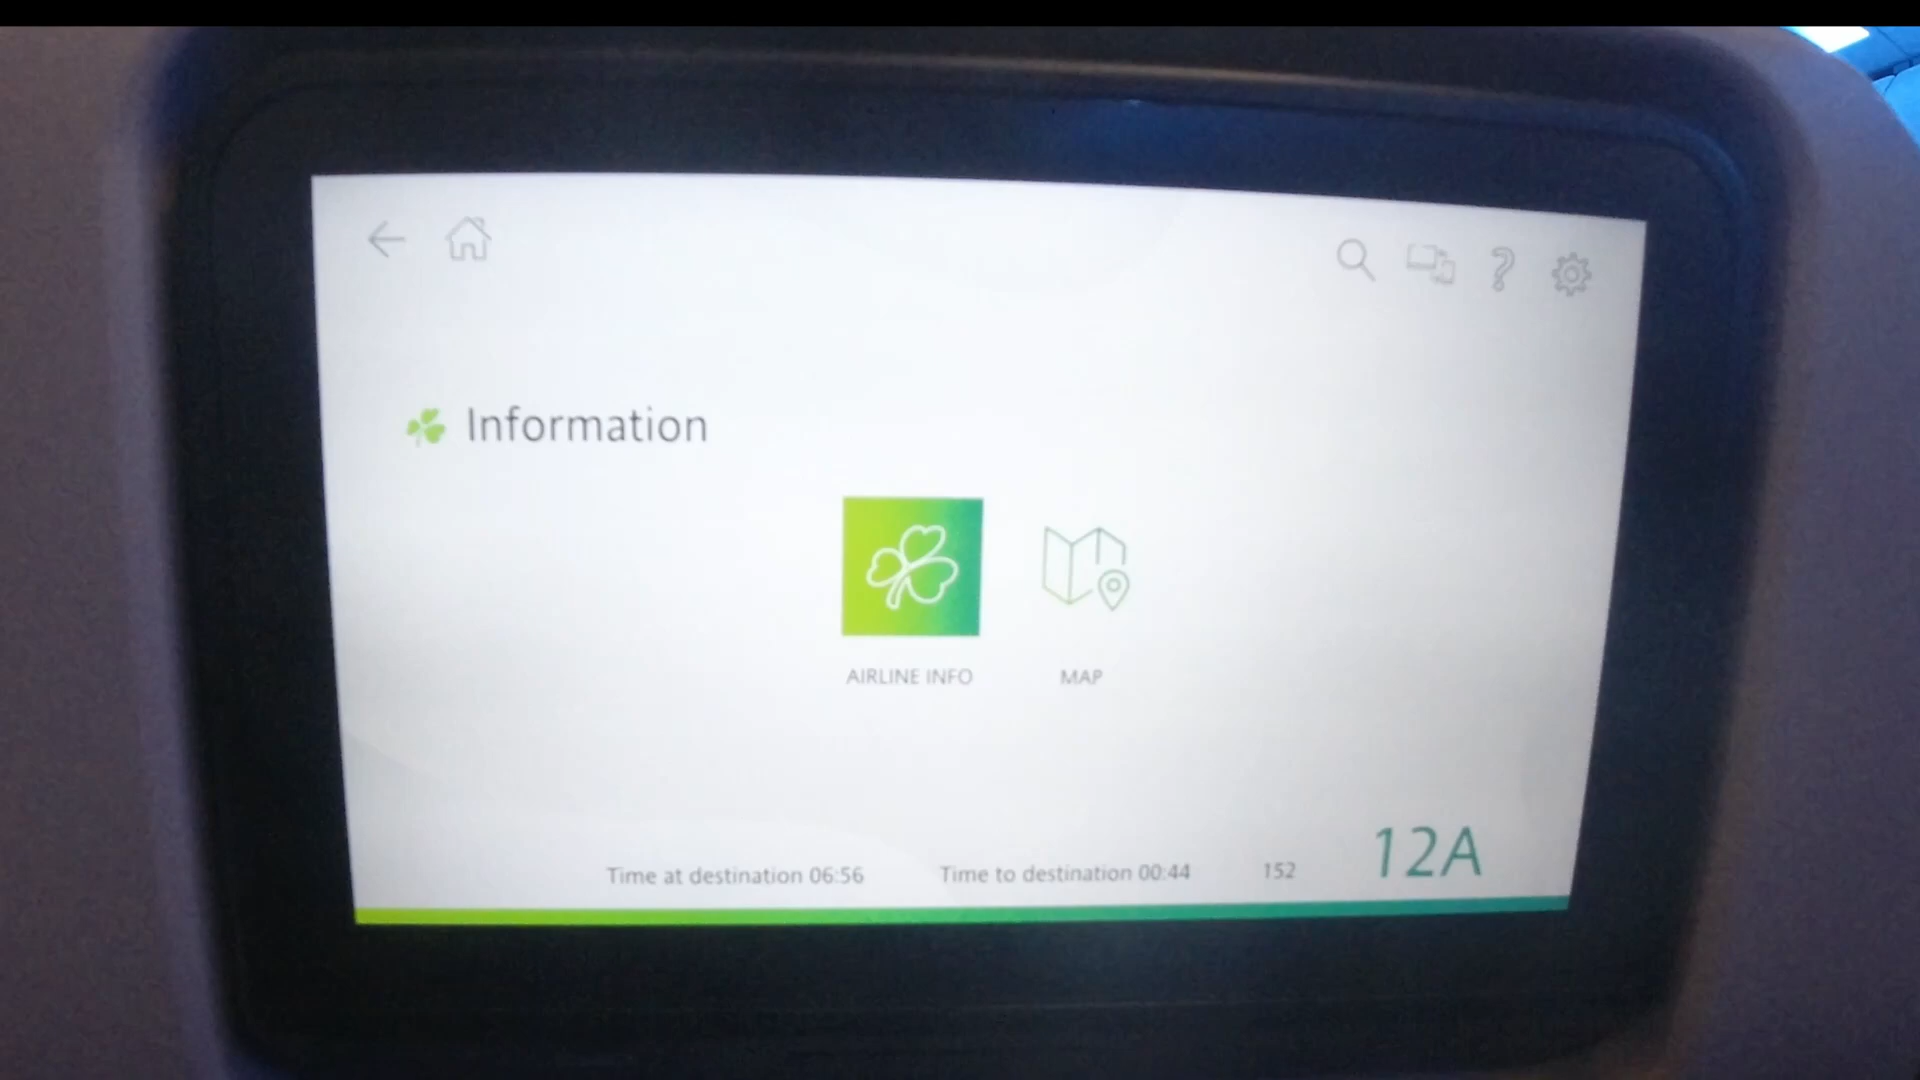 Information
AIRLINE INFO
MAP
Time at destination 06:56
Time to destination 00:44
152
12A